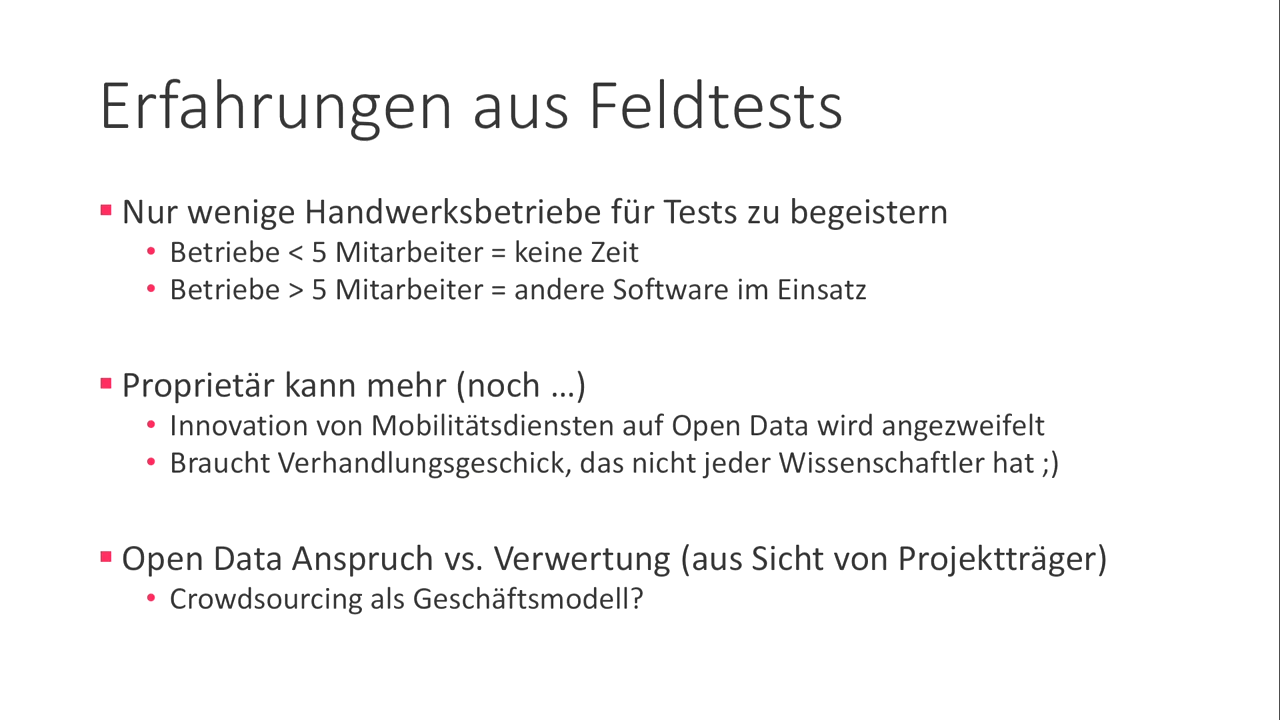 Erfahrungen aus Feldtests
▪ Nur wenige Handwerksbetriebe für Tests zu begeistern
• Betriebe < 5 Mitarbeiter = keine Zeit
• Betriebe > 5 Mitarbeiter = andere Software im Einsatz
▪ Proprietär kann mehr (noch …)
• Innovation von Mobilitätsdiensten auf Open Data wird angezweifelt
• Braucht Verhandlungsgeschick, das nicht jeder Wissenschaftler hat ;)
▪ Open Data Anspruch vs. Verwertung (aus Sicht von Projektträger)
• Crowdsourcing als Geschäftsmodell?